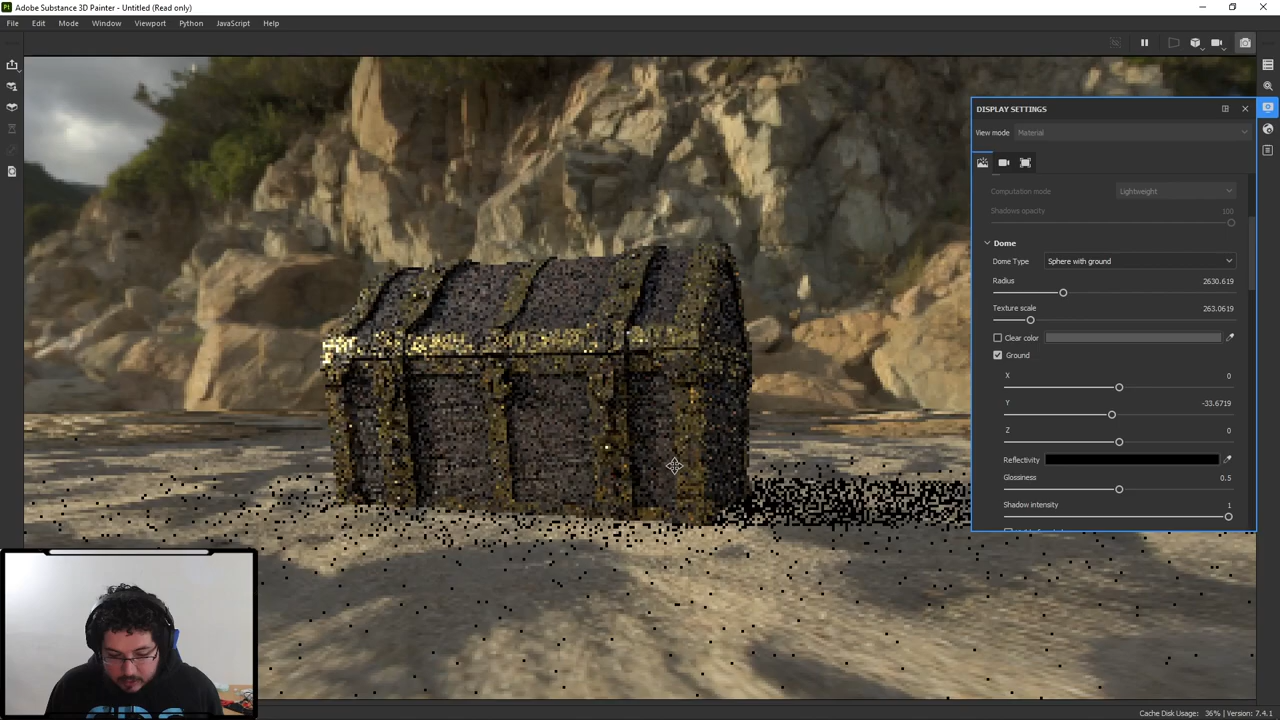 Adobe Substance 3D Painter - Untitled (Read only)
File Edit Mode Window Viewport Python JavaScript Help
DISPLAY SETTINGS
View mode Material
Computation mode Lightweight
Shadows opacity 100
Dome
Dome Type Sphere with ground
Radius 2630.619
Texture scale 263.0619
Clear color
Ground
X 0
Y -33.6719
Z 0
Reflectivity
Glossiness 0.5
Shadow intensity 1
Cache Disk Usage: 36% | Version: 7.4.1